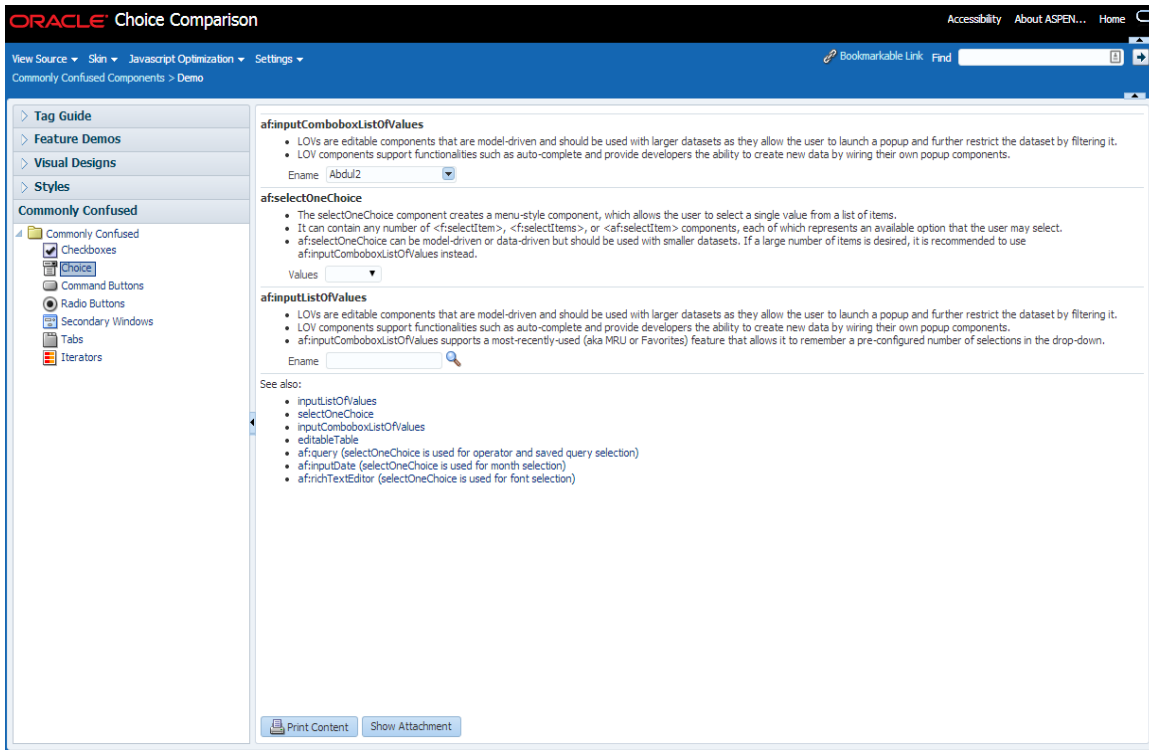 ORACLE Choice Comparison
Accessibility About ASPEN... Home
View Source Skin Javascript Optimization Settings
Bookmarkable Link Find
Commonly Confused Components > Demo
Tag Guide
Feature Demos
Visual Designs
Styles
Commonly Confused
Commonly Confused
Checkboxes
Choice
Command Buttons
Radio Buttons
Secondary Windows
Tabs
Iterators
af:inputComboboxListOfValues
• LOVs are editable components that are model-driven and should be used with larger datasets as they allow the user to launch a popup and further restrict the dataset by filtering it.
• LOV components support functionalities such as auto-complete and provide developers the ability to create new data by wiring their own popup components.
Ename Abdul2
af:selectOneChoice
• The selectOneChoice component creates a menu-style component, which allows the user to select a single value from a list of items.
• It can contain any number of <f:selectItem>, <f:selectItems>, or <af:selectItem> components, each of which represents an available option that the user may select.
• af:selectOneChoice can be model-driven or data-driven but should be used with smaller datasets. If a large number of items is desired, it is recommended to use
af:inputComboboxListOfValues instead.
Values
af:inputListOfValues
• LOVs are editable components that are model-driven and should be used with larger datasets as they allow the user to launch a popup and further restrict the dataset by filtering it.
• LOV components support functionalities such as auto-complete and provide developers the ability to create new data by wiring their own popup components.
• af:inputComboboxListOfValues supports a most-recently-used (aka MRU or Favorites) feature that allows it to remember a pre-configured number of selections in the drop-down.
Ename
See also:
• inputListOfValues
• selectOneChoice
• inputComboboxListOfValues
• editableTable
• af:query (selectOneChoice is used for operator and saved query selection)
• af:inputDate (selectOneChoice is used for month selection)
• af:richTextEditor (selectOneChoice is used for font selection)
Print Content
Show Attachment